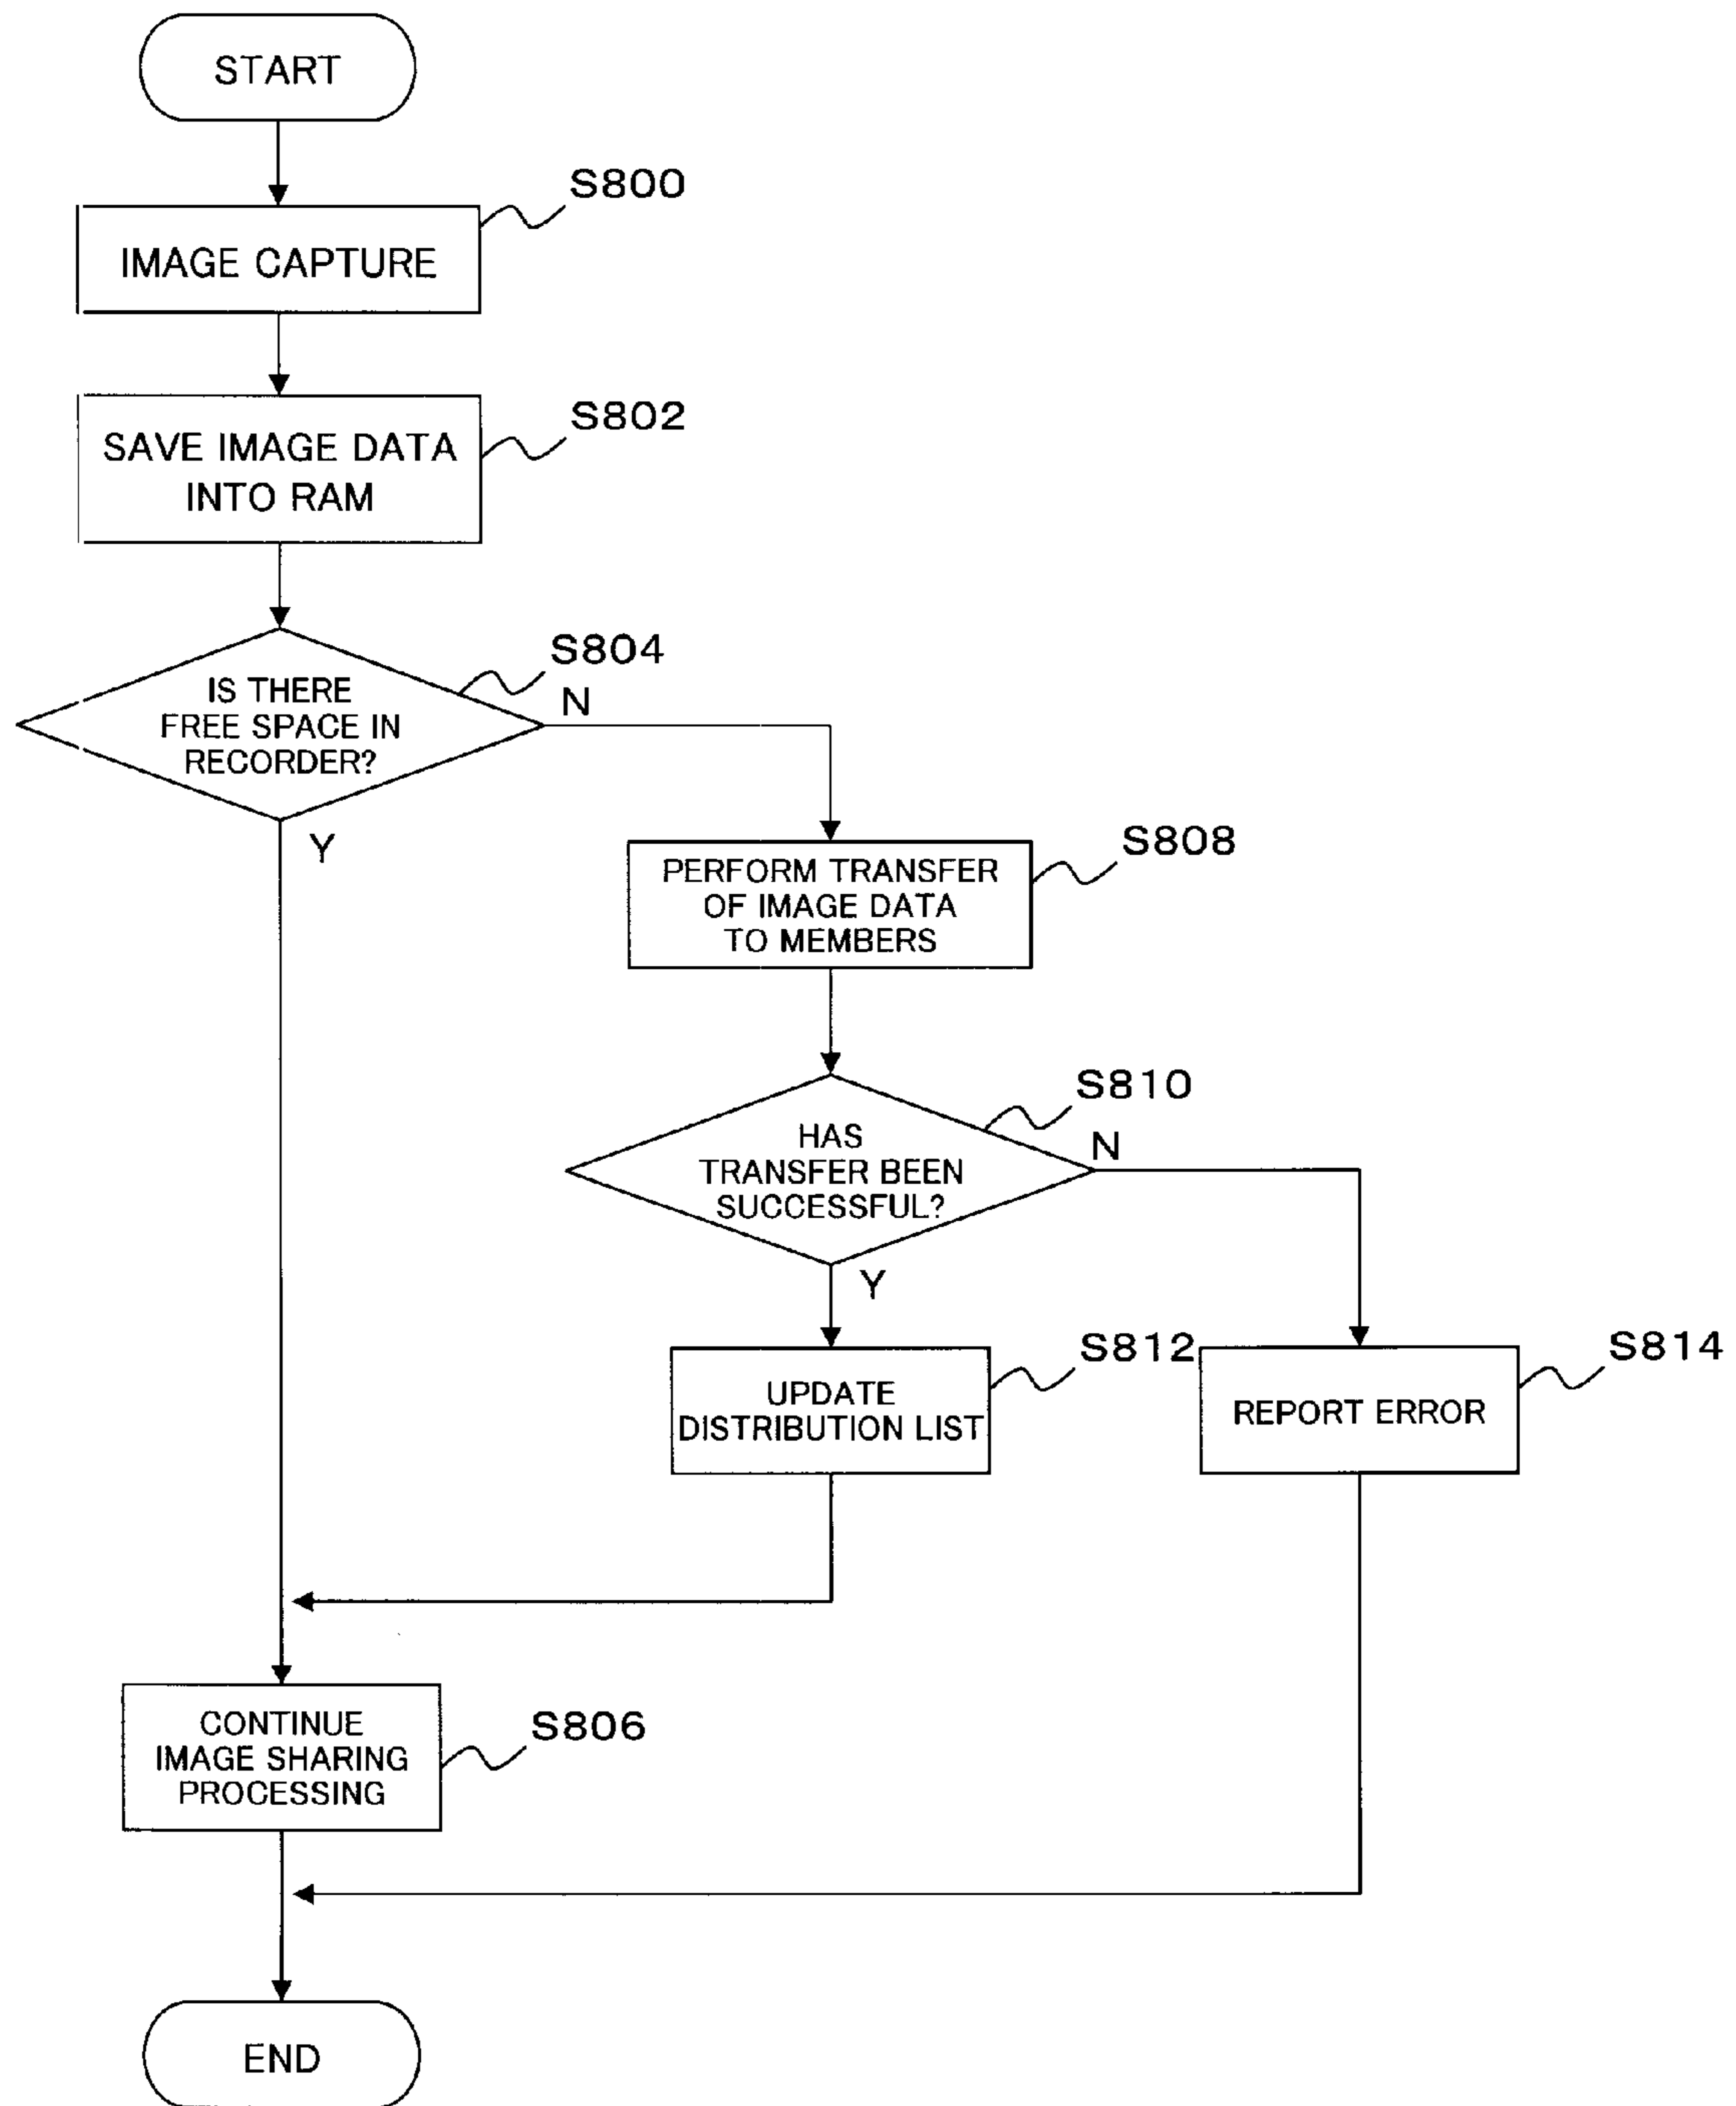 START
S800
IMAGE CAPTURE
S802
SAVE IMAGE DATA
INTO RAM
S804
IS THERE
FREE SPACE IN
RECORDER?
N
Y
S808
PERFORM TRANSFER
OF IMAGE DATA
TO MEMBERS
S810
HAS
TRANSFER BEEN
SUCCESSFUL?
N
Y
S812
UPDATE
DISTRIBUTION LIST
S814
REPORT ERROR
S806
CONTINUE
IMAGE SHARING
PROCESSING
END